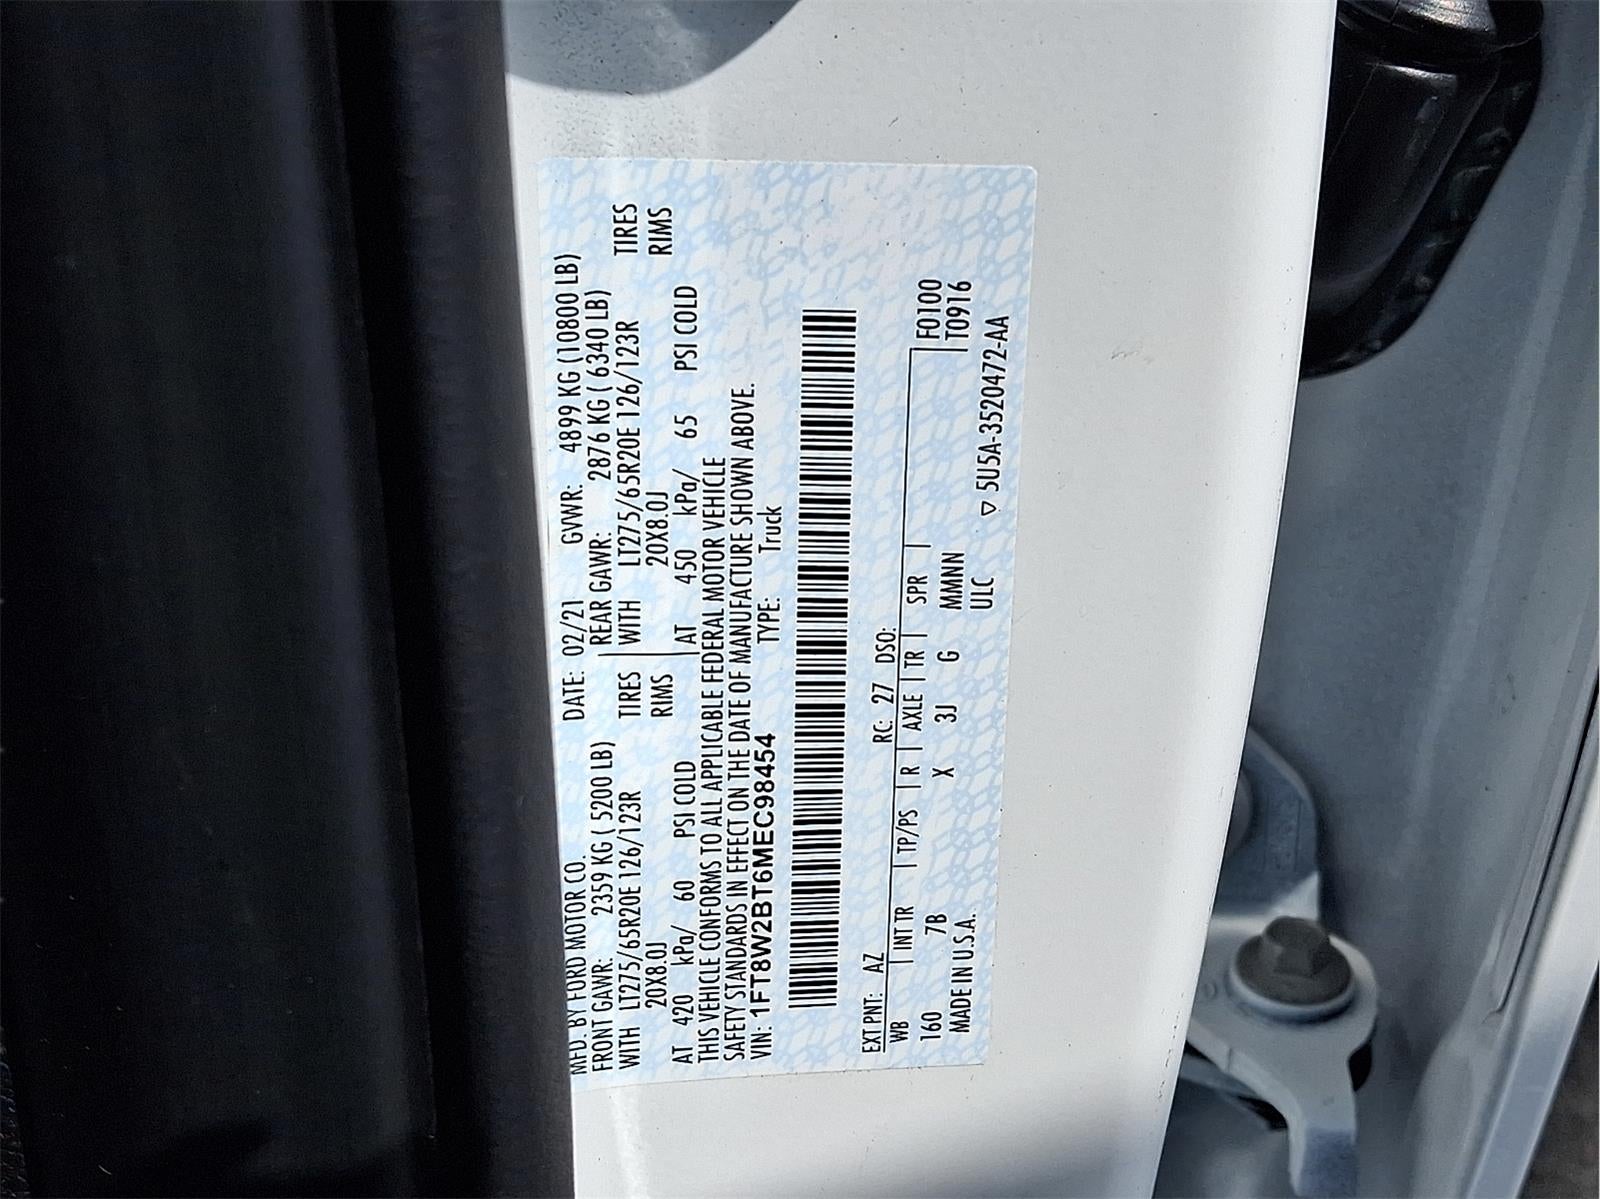 MFD. BY FORD MOTOR CO. DATE: 02/21 GVWR: 4899 KG (10800 LB)
FRONT GAWR: 2359 KG ( 5200 LB) REAR GAWR: 2876 KG ( 6340 LB)
WITH LT275/65R20E 126/123R TIRES WITH LT275/65R20E 126/123R TIRES
20X8.0J RIMS 20X8.0J RIMS
AT 420 kPa/ 60 PSI COLD AT 450 kPa/ 65 PSI COLD
THIS VEHICLE CONFORMS TO ALL APPLICABLE FEDERAL MOTOR VEHICLE
SAFETY STANDARDS IN EFFECT ON THE DATE OF MANUFACTURE SHOWN ABOVE.
VIN: 1FT8W2BT6MEC98454 TYPE: Truck
EXT PNT: AZ RC: 27 DSO:
WB INT TR TP/PS R AXLE TR SPR F0100
160 7B X 3J G MMNN T0916
MADE IN U.S.A. ULC
▽ 5U5A-3520472-AA